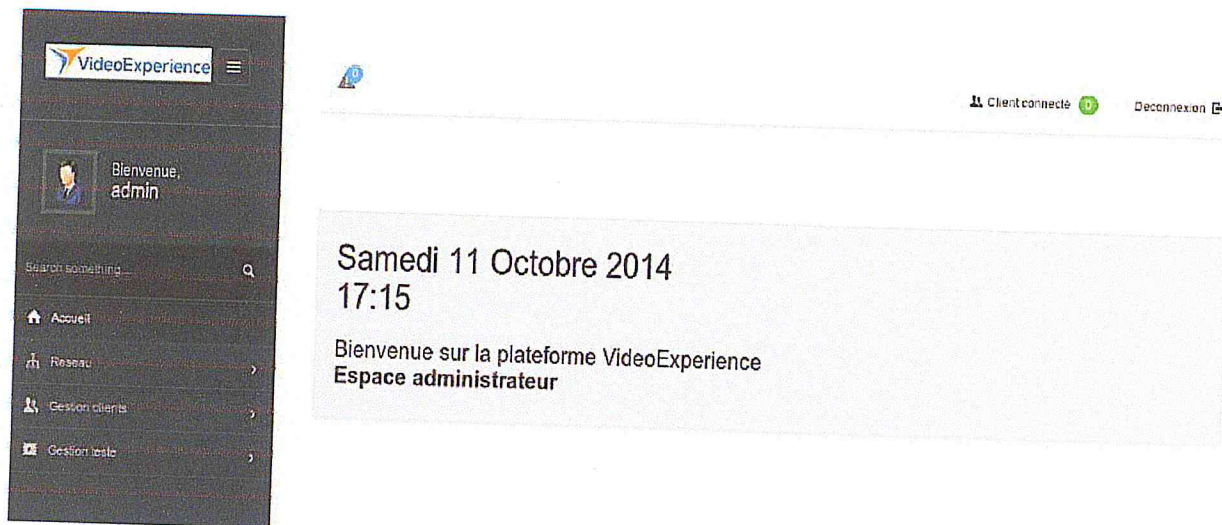 VideoExperience
0
Client connecté 0
Deconnexion
Bienvenue,
admin
Search something...
Accueil
Reseau
Gestion clients
Gestion teste
Samedi 11 Octobre 2014
17:15
Bienvenue sur la plateforme VideoExperience
Espace administrateur